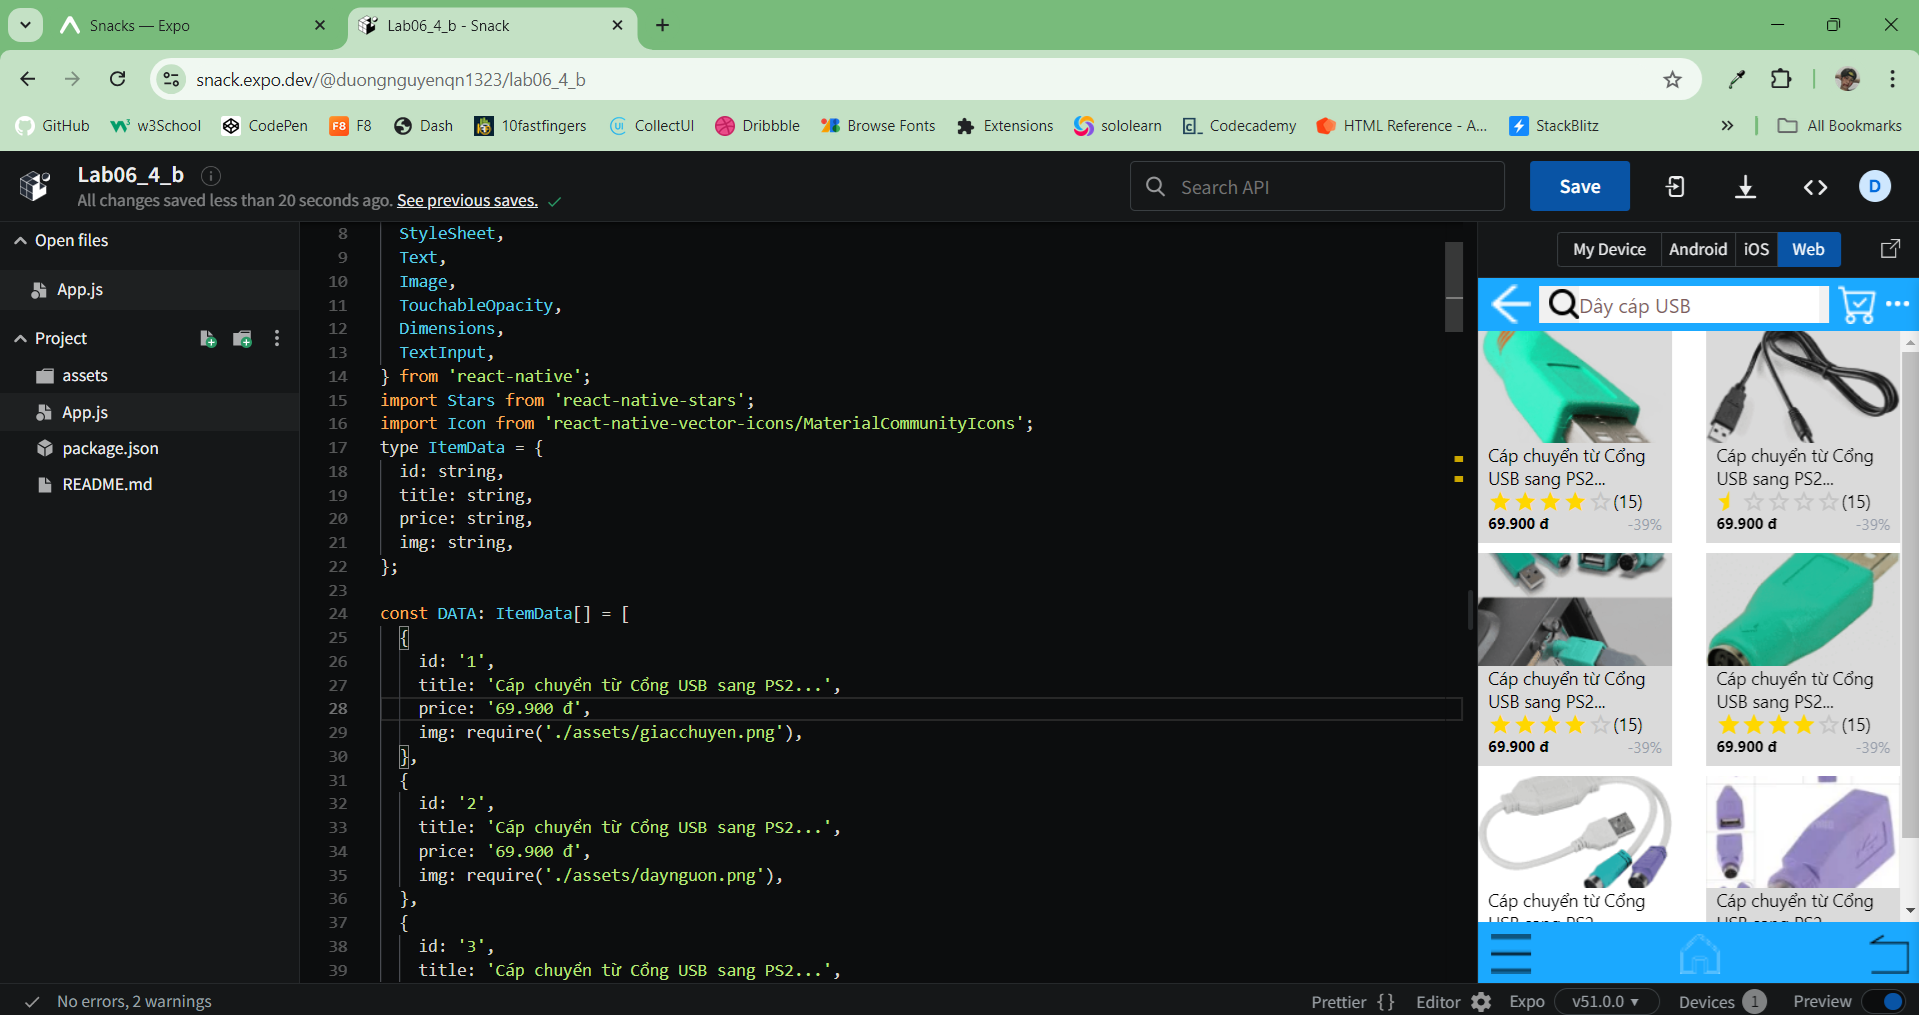 Snacks — Expo
Lab06_4_b - Snack
snack.expo.dev/@duongnguyenqn1323/lab06_4_b
GitHub
w3School
CodePen
F8
F8
Dash
10fastfingers
CollectUI
Dribbble
Browse Fonts
Extensions
sololearn
Codecademy
HTML Reference - A...
StackBlitz
All Bookmarks
Lab06_4_b
All changes saved less than 20 seconds ago. See previous saves.
Search API
Save
D
Open files
App.js
Project
assets
App.js
package.json
README.md
8 StyleSheet,
9 Text,
10 Image,
11 TouchableOpacity,
12 Dimensions,
13 TextInput,
14 } from 'react-native';
15 import Stars from 'react-native-stars';
16 import Icon from 'react-native-vector-icons/MaterialCommunityIcons';
17 type ItemData = {
18 id: string,
19 title: string,
20 price: string,
21 img: string,
22 };
23
24 const DATA: ItemData[] = [
25 {
26 id: '1',
27 title: 'Cáp chuyển từ Cổng USB sang PS2...',
28 price: '69.900 đ',
29 img: require('./assets/giacchuyen.png'),
30 },
31 {
32 id: '2',
33 title: 'Cáp chuyển từ Cổng USB sang PS2...',
34 price: '69.900 đ',
35 img: require('./assets/daynguon.png'),
36 },
37 {
38 id: '3',
39 title: 'Cáp chuyển từ Cổng USB sang PS2...',
My Device
Android
iOS
Web
Dây cáp USB
Cáp chuyển từ Cổng
USB sang PS2...
(15)
69.900 đ -39%
Cáp chuyển từ Cổng
USB sang PS2...
(15)
69.900 đ -39%
Cáp chuyển từ Cổng
USB sang PS2...
(15)
69.900 đ -39%
Cáp chuyển từ Cổng
USB sang PS2...
(15)
69.900 đ -39%
Cáp chuyển từ Cổng
USB sang PS2...
Cáp chuyển từ Cổng
USB sang PS2...
No errors, 2 warnings
Prettier {}
Editor
Expo
v51.0.0
Devices 1
Preview